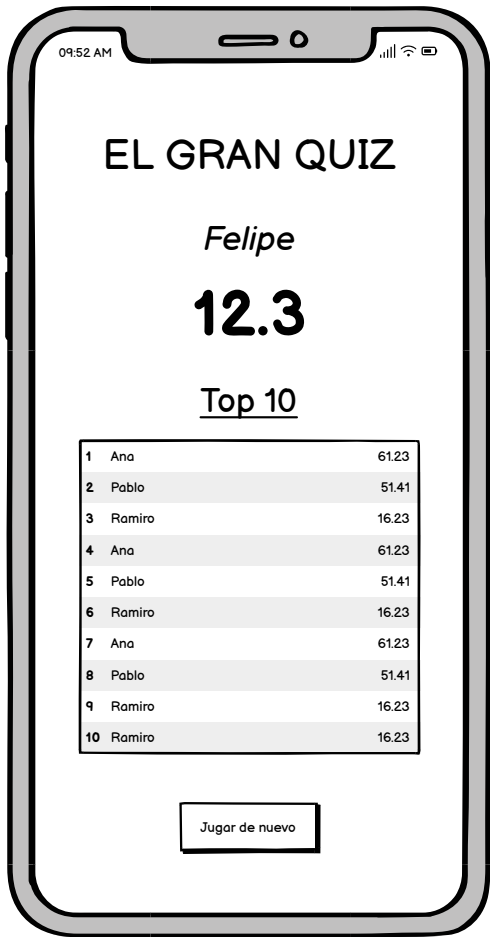 09:52 AM
EL GRAN QUIZ
Felipe
12.3
Top 10
1 Ana 61.23
2 Pablo 51.41
3 Ramiro 16.23
4 Ana 61.23
5 Pablo 51.41
6 Ramiro 16.23
7 Ana 61.23
8 Pablo 51.41
9 Ramiro 16.23
10 Ramiro 16.23
Jugar de nuevo